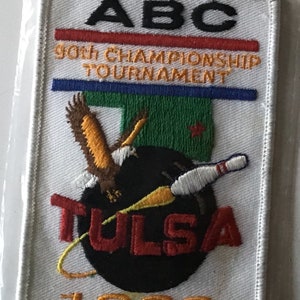 ABC
90th CHAMPIONSHIP
TOURNAMENT
TULSA